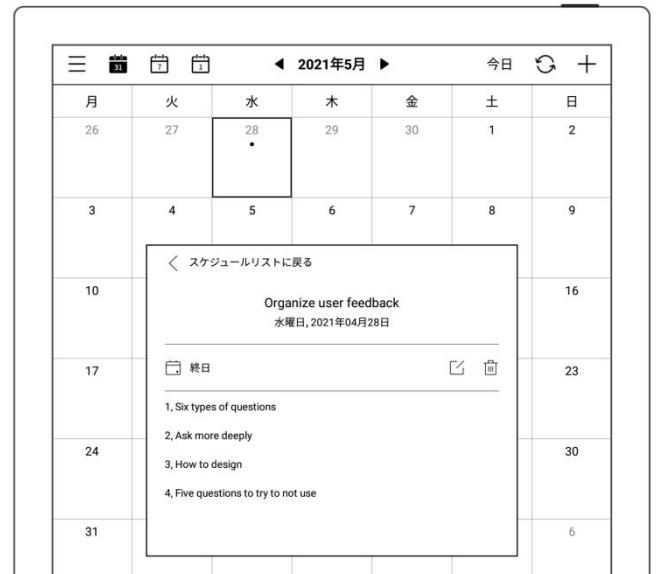 31 7 1 ◀ 2021年5月 ▶ 今日
月 火 水 木 金 土 日
26 27 28 29 30 1 2
3 4 5 6 7 8 9
スケジュールリストに戻る
10 16
Organize user feedback
水曜日, 2021年04月28日
17 終日 23
1, Six types of questions
2, Ask more deeply
24 30
3, How to design
4, Five questions to try to not use
31 6